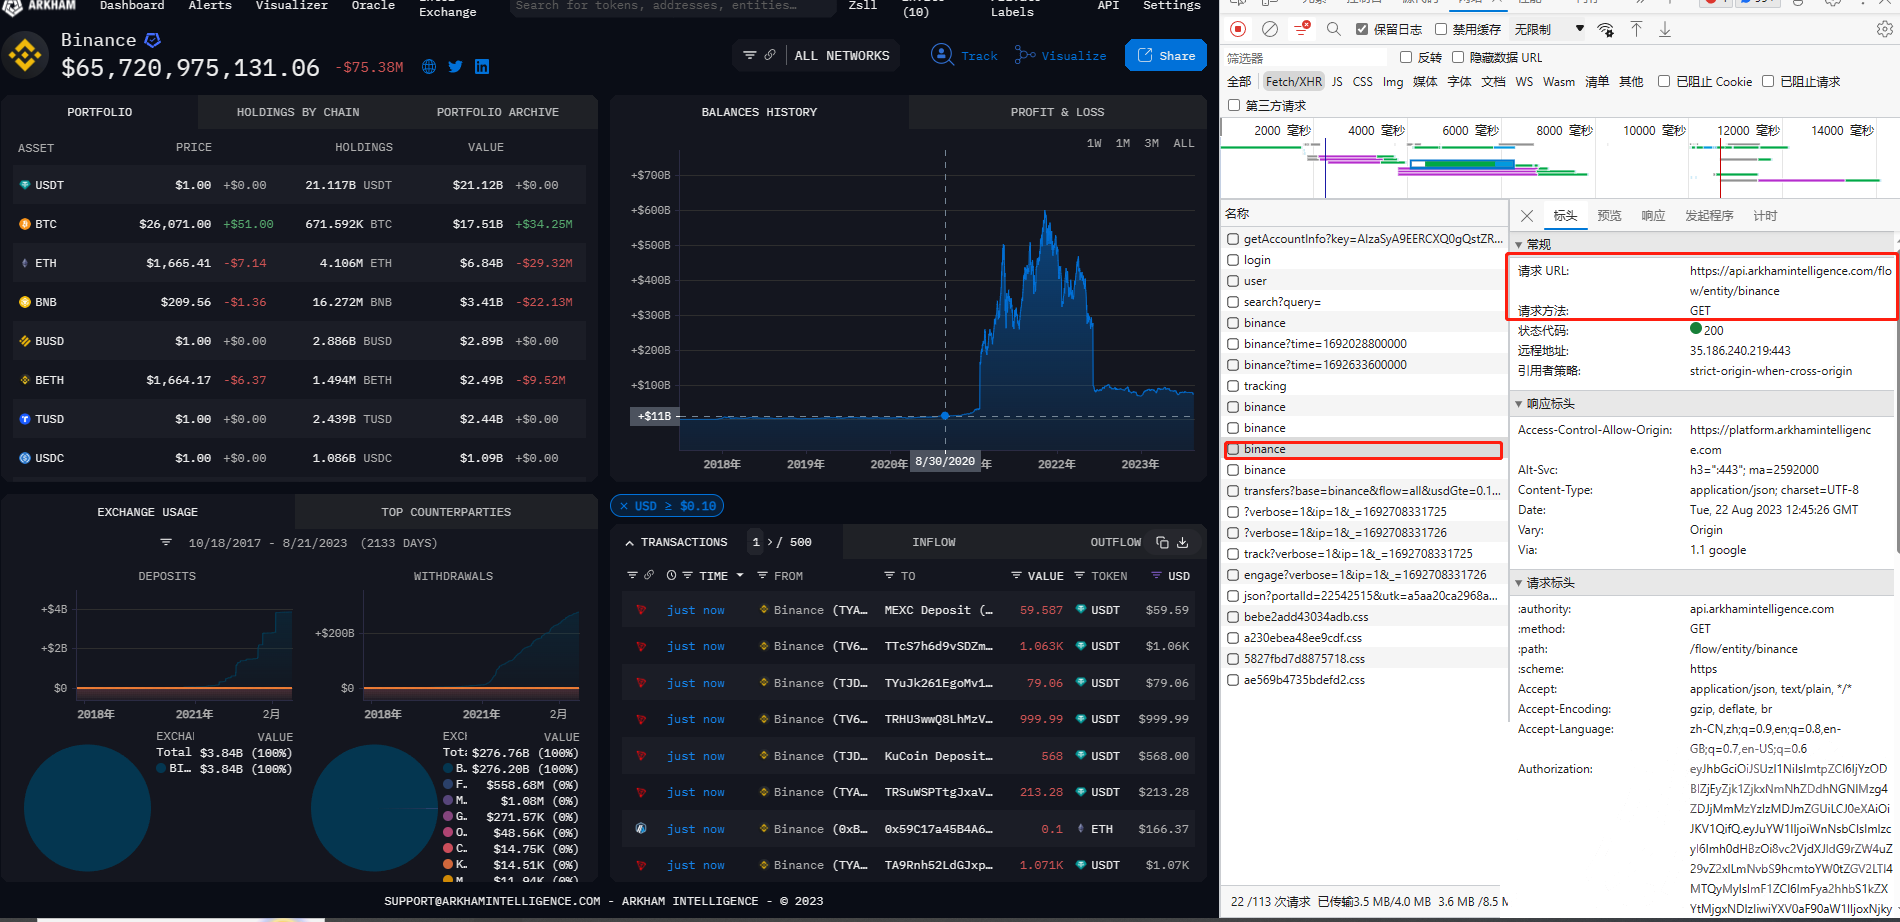 ARKHAM
Dashboard
Alerts
Visualizer
Oracle
Intel
Exchange
Search for tokens, addresses, entities…
Zsll
(10)
Labels
API
Settings
Binance
$65,720,975,131.06
-$75.38M
ALL NETWORKS
Track
Visualize
Share
PORTFOLIO
HOLDINGS BY CHAIN
PORTFOLIO ARCHIVE
ASSET PRICE HOLDINGS VALUE
USDT $1.00 +$0.00 21.117B USDT $21.12B +$0.00
BTC $26,071.00 +$51.00 671.592K BTC $17.51B +$34.25M
ETH $1,665.41 -$7.14 4.106M ETH $6.84B -$29.32M
BNB $209.56 -$1.36 16.272M BNB $3.41B -$22.13M
BUSD $1.00 +$0.00 2.886B BUSD $2.89B +$0.00
BETH $1,664.17 -$6.37 1.494M BETH $2.49B -$9.52M
TUSD $1.00 +$0.00 2.439B TUSD $2.44B +$0.00
USDC $1.00 +$0.00 1.086B USDC $1.09B +$0.00
BALANCES HISTORY
PROFIT & LOSS
1W 1M 3M ALL
+$700B
+$600B
+$500B
+$400B
+$300B
+$200B
+$100B
+$11B
2018年 2019年 2020年 8/30/2020 年 2022年 2023年
EXCHANGE USAGE
TOP COUNTERPARTIES
10/18/2017 - 8/21/2023 (2133 DAYS)
DEPOSITS
+$4B
+$2B
$0
2018年 2021年 2月
EXCHAI VALUE
Total $3.84B (100%)
BI… $3.84B (100%)
WITHDRAWALS
+$200B
$0
2018年 2021年 2月
EXCH VALUE
Tota $276.76B (100%)
B. $276.20B (100%)
F. $558.68M (0%)
M. $1.08M (0%)
G. $271.57K (0%)
O. $48.56K (0%)
C. $14.75K (0%)
K. $14.51K (0%)
M. $11.94K (0%)
× USD ≥ $0.10
TRANSACTIONS 1 > / 500
INFLOW
OUTFLOW
TIME FROM TO VALUE TOKEN USD
just now Binance (TYA… MEXC Deposit (… 59.587 USDT $59.59
just now Binance (TV6… TTcS7h6d9vSDZm… 1.063K USDT $1.06K
just now Binance (TJD… TYuJk261EgoMv1… 79.06 USDT $79.06
just now Binance (TV6… TRHU3wwQ8LhMzV… 999.99 USDT $999.99
just now Binance (TJD… KuCoin Deposit… 568 USDT $568.00
just now Binance (TYA… TRSuWSPTtgJxaV… 213.28 USDT $213.28
just now Binance (0xB… 0x59C17a45B4A6… 0.1 ETH $166.37
just now Binance (TYA… TA9Rnh52LdGJxp… 1.071K USDT $1.07K
SUPPORT@ARKHAMINTELLIGENCE.COM - ARKHAM INTELLIGENCE - © 2023
保留日志
禁用缓存
无限制
筛选器
反转
隐藏数据 URL
全部 Fetch/XHR JS CSS Img 媒体 字体 文档 WS Wasm 清单 其他 已阻止 Cookie 已阻止请求
第三方请求
2000 毫秒 4000 毫秒 6000 毫秒 8000 毫秒 10000 毫秒 12000 毫秒 14000 毫秒
名称
getAccountInfo?key=AIzaSyA9EERCXQ0gQstZR...
login
user
search?query=
binance
binance?time=1692028800000
binance?time=1692633600000
tracking
binance
binance
binance
binance
transfers?base=binance&flow=all&usdGte=0.1...
?verbose=1&ip=1&_=1692708331725
?verbose=1&ip=1&_=1692708331726
track?verbose=1&ip=1&_=1692708331725
engage?verbose=1&ip=1&_=1692708331726
json?portalId=22542515&utk=a5aa20ca2968a...
bebe2add43034adb.css
a230ebea48ee9cdf.css
5827fbd7d8875718.css
ae569b4735bdefd2.css
22 /113 次请求 已传输3.5 MB/4.0 MB 3.6 MB /8.5 M
标头 预览 响应 发起程序 计时
常规
请求 URL: https://api.arkhamintelligence.com/flo
w/entity/binance
请求方法: GET
状态代码: 200
远程地址: 35.186.240.219:443
引用者策略: strict-origin-when-cross-origin
响应标头
Access-Control-Allow-Origin: https://platform.arkhamintelligenc
e.com
Alt-Svc: h3=":443"; ma=2592000
Content-Type: application/json; charset=UTF-8
Date: Tue, 22 Aug 2023 12:45:26 GMT
Vary: Origin
Via: 1.1 google
请求标头
:authority: api.arkhamintelligence.com
:method: GET
:path: /flow/entity/binance
:scheme: https
Accept: application/json, text/plain, */*
Accept-Encoding: gzip, deflate, br
Accept-Language: zh-CN,zh;q=0.9,en;q=0.8,en-
GB;q=0.7,en-US;q=0.6
Authorization: